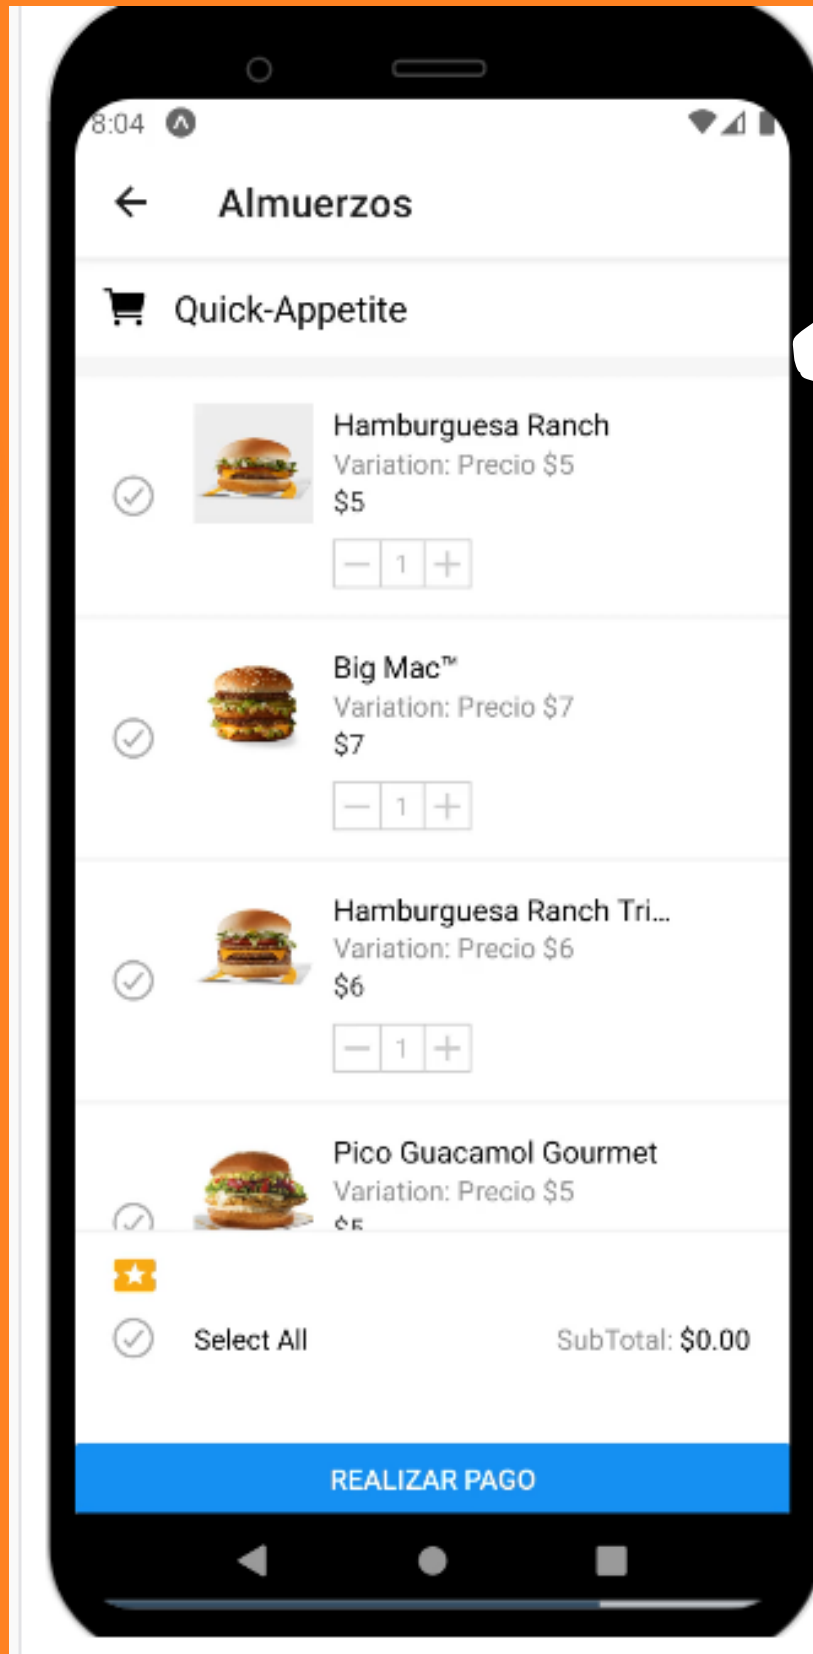 8:04
Almuerzos
Quick-Appetite
Hamburguesa Ranch
Variation: Precio $5
$5
1
Big Mac™
Variation: Precio $7
$7
1
Hamburguesa Ranch Tri...
Variation: Precio $6
$6
1
Pico Guacamol Gourmet
Variation: Precio $5
$5
Select All
SubTotal: $0.00
REALIZAR PAGO